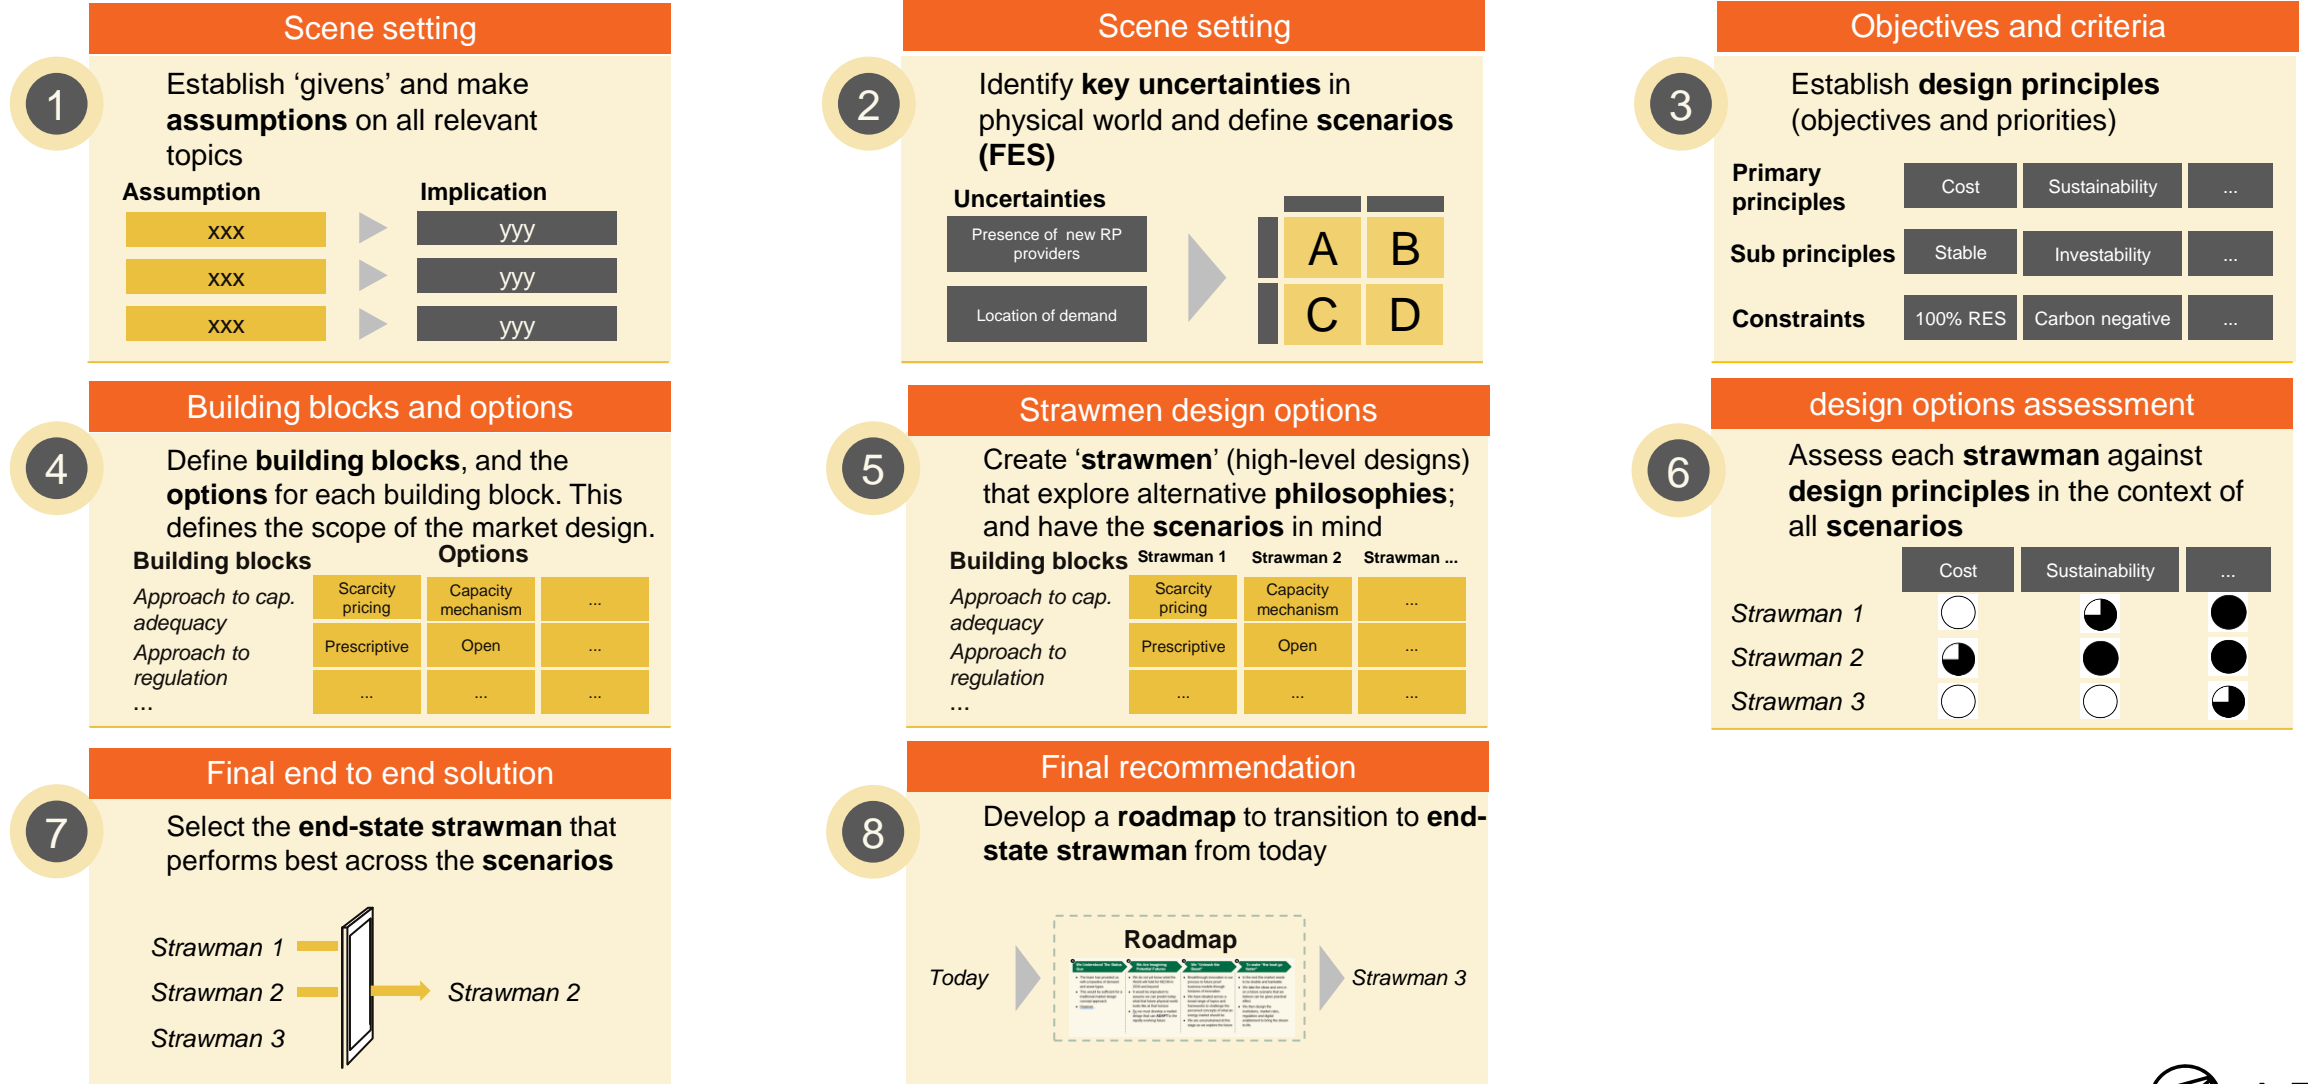 Scene setting
1
Establish ‘givens’ and make
assumptions on all relevant
topics
Assumption Implication
xxx yyy
xxx yyy
xxx yyy
Scene setting
2
Identify key uncertainties in
physical world and define scenarios
(FES)
Uncertainties
Presence of new RP
providers
Location of demand
A B
C D
Objectives and criteria
3
Establish design principles
(objectives and priorities)
Primary
principles
Cost Sustainability ...
Sub principles Stable Investability ...
Constraints 100% RES Carbon negative ...
Building blocks and options
4
Define building blocks, and the
options for each building block. This
defines the scope of the market design.
Building blocks Options
Approach to cap.
adequacy
Scarcity
pricing
Capacity
mechanism
...
Approach to
regulation
Prescriptive Open ...
... ... ... ...
Strawmen design options
5
Create ‘strawmen’ (high-level designs)
that explore alternative philosophies;
and have the scenarios in mind
Building blocks Strawman 1 Strawman 2 Strawman ...
Approach to cap.
adequacy
Scarcity
pricing
Capacity
mechanism
...
Approach to
regulation
Prescriptive Open ...
... ... ... ...
design options assessment
6
Assess each strawman against
design principles in the context of
all scenarios
Cost Sustainability ...
Strawman 1
Strawman 2
Strawman 3
Final end to end solution
7
Select the end-state strawman that
performs best across the scenarios
Strawman 1
Strawman 2
Strawman 3
Strawman 2
Final recommendation
8
Develop a roadmap to transition to end-
state strawman from today
Today
Roadmap
Strawman 3